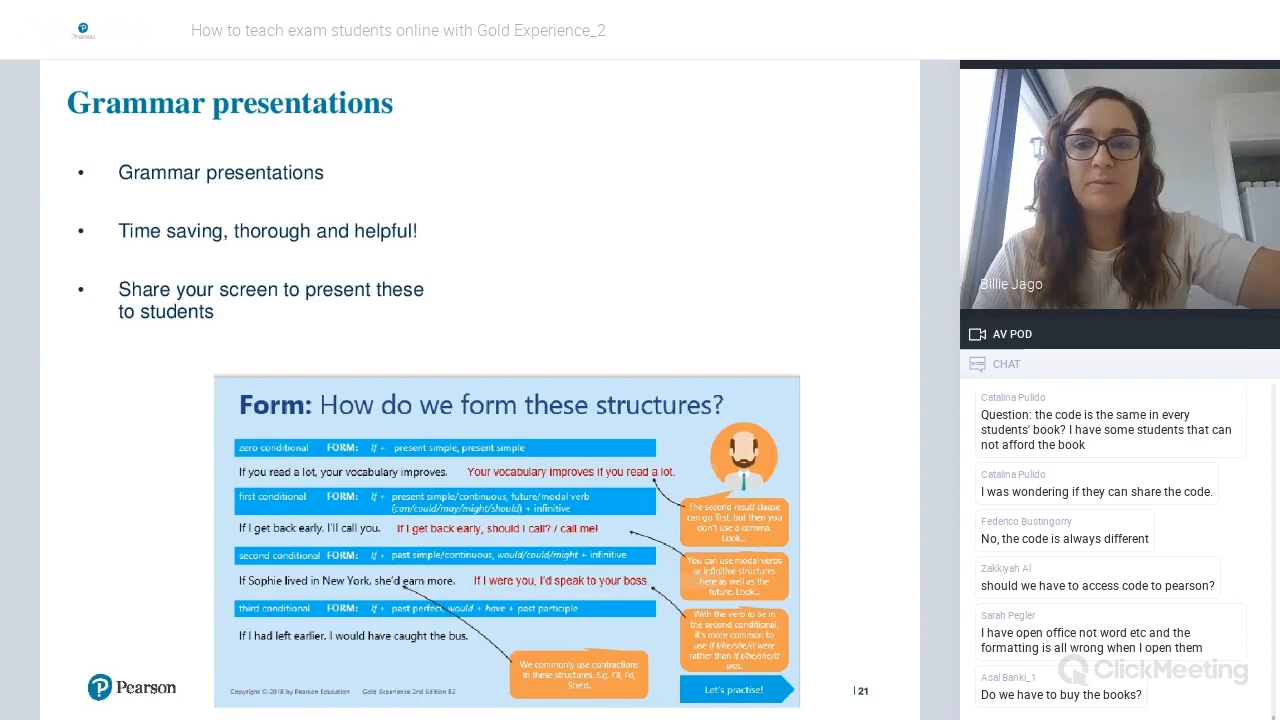 Pearson
How to teach exam students online with Gold Experience_2
Grammar presentations
• Grammar presentations
• Time saving, thorough and helpful!
• Share your screen to present these
to students
Form: How do we form these structures?
zero conditional FORM: If + present simple, present simple
If you read a lot, your vocabulary improves. Your vocabulary improves if you read a lot.
first conditional FORM: If + present simple/continuous, future/modal verb
(can/could/may/might/should) + infinitive
If I get back early, I'll call you. If I get back early, should I call? / call me!
second conditional FORM: If + past simple/continuous, would/could/might + infinitive
If Sophie lived in New York, she'd earn more. If I were you, I'd speak to your boss.
third conditional FORM: If + past perfect, would + have + past participle
If I had left earlier, I would have caught the bus.
The second result clause
can go first, but then you
don't use a comma.
Look...
You can use modal verbs
or infinitive structures
here as well as the
future. Look...
With the verb to be in
the second conditional,
it's more common to
use if I/he/she/it were
rather than if I/he/she/it
was.
We commonly use contractions
in these structures. E.g. I'll, I'd,
She'd...
Let's practise!
Copyright © 2018 by Pearson Education Gold Experience 2nd Edition B2
Pearson
21
Billie Jago
AV POD
CHAT
Catalina Pulido
Question: the code is the same in every
students' book? I have some students that can
not afford the book
Catalina Pulido
I was wondering if they can share the code.
Federico Bustingorry
No, the code is always different
Zakkiyah Al
should we have to access code to pearson?
Sarah Pegler
I have open office not word etc and the
formatting is all wrong when I open them
ClickMeeting
Asal Banki_1
Do we have to buy the books?